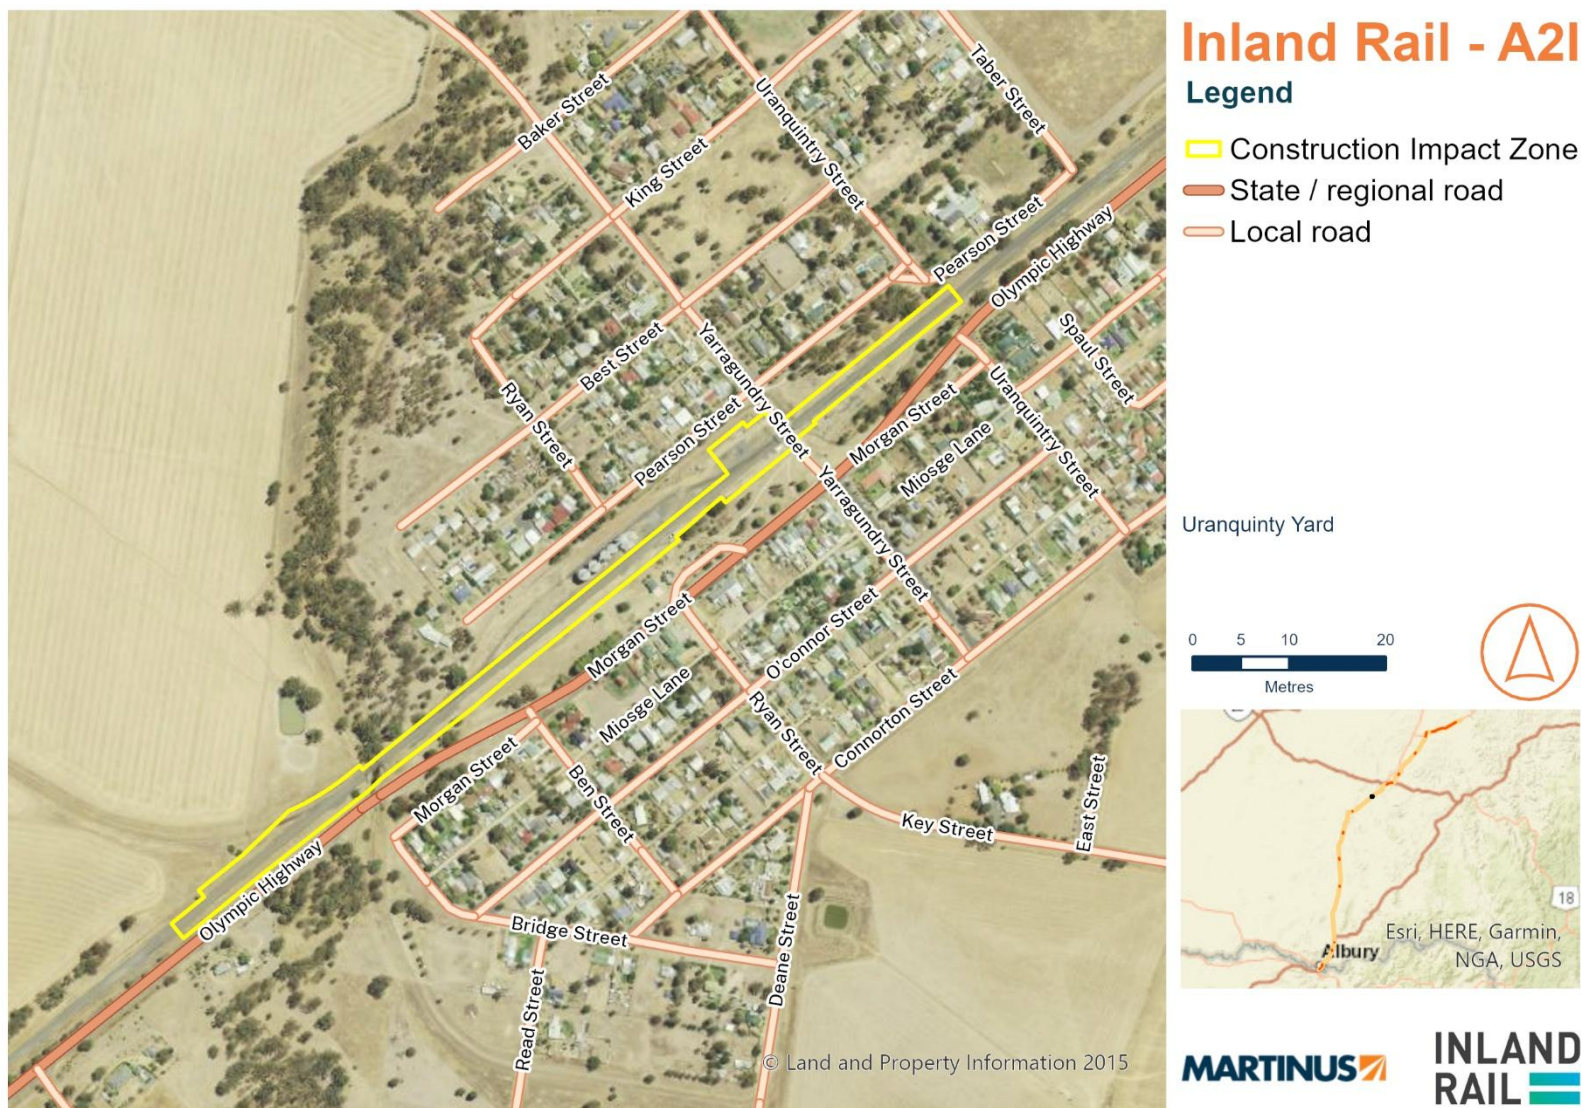 Inland Rail - A2I
Legend
Construction Impact Zone
State / regional road
Local road
Uranquinty Yard
0 5 10 20
Metres
Taber Street
Uranquintry Street
Baker Street
King Street
Pearson Street
Olympic Highway
Spaul Street
Best Street
Yarragundry Street
Ryan Street
Uranquintry Street
Morgan Street
Pearson Street
Miosge Lane
Yarragundry Street
Morgan Street
O'connor Street
Miosge Lane
Ryan Street
Connorton Street
Morgan Street
Ben Street
Key Street
East Street
Olympic Highway
Bridge Street
Deane Street
Read Street
© Land and Property Information 2015
18
Albury
Esri, HERE, Garmin,
NGA, USGS
MARTINUS
INLAND
RAIL